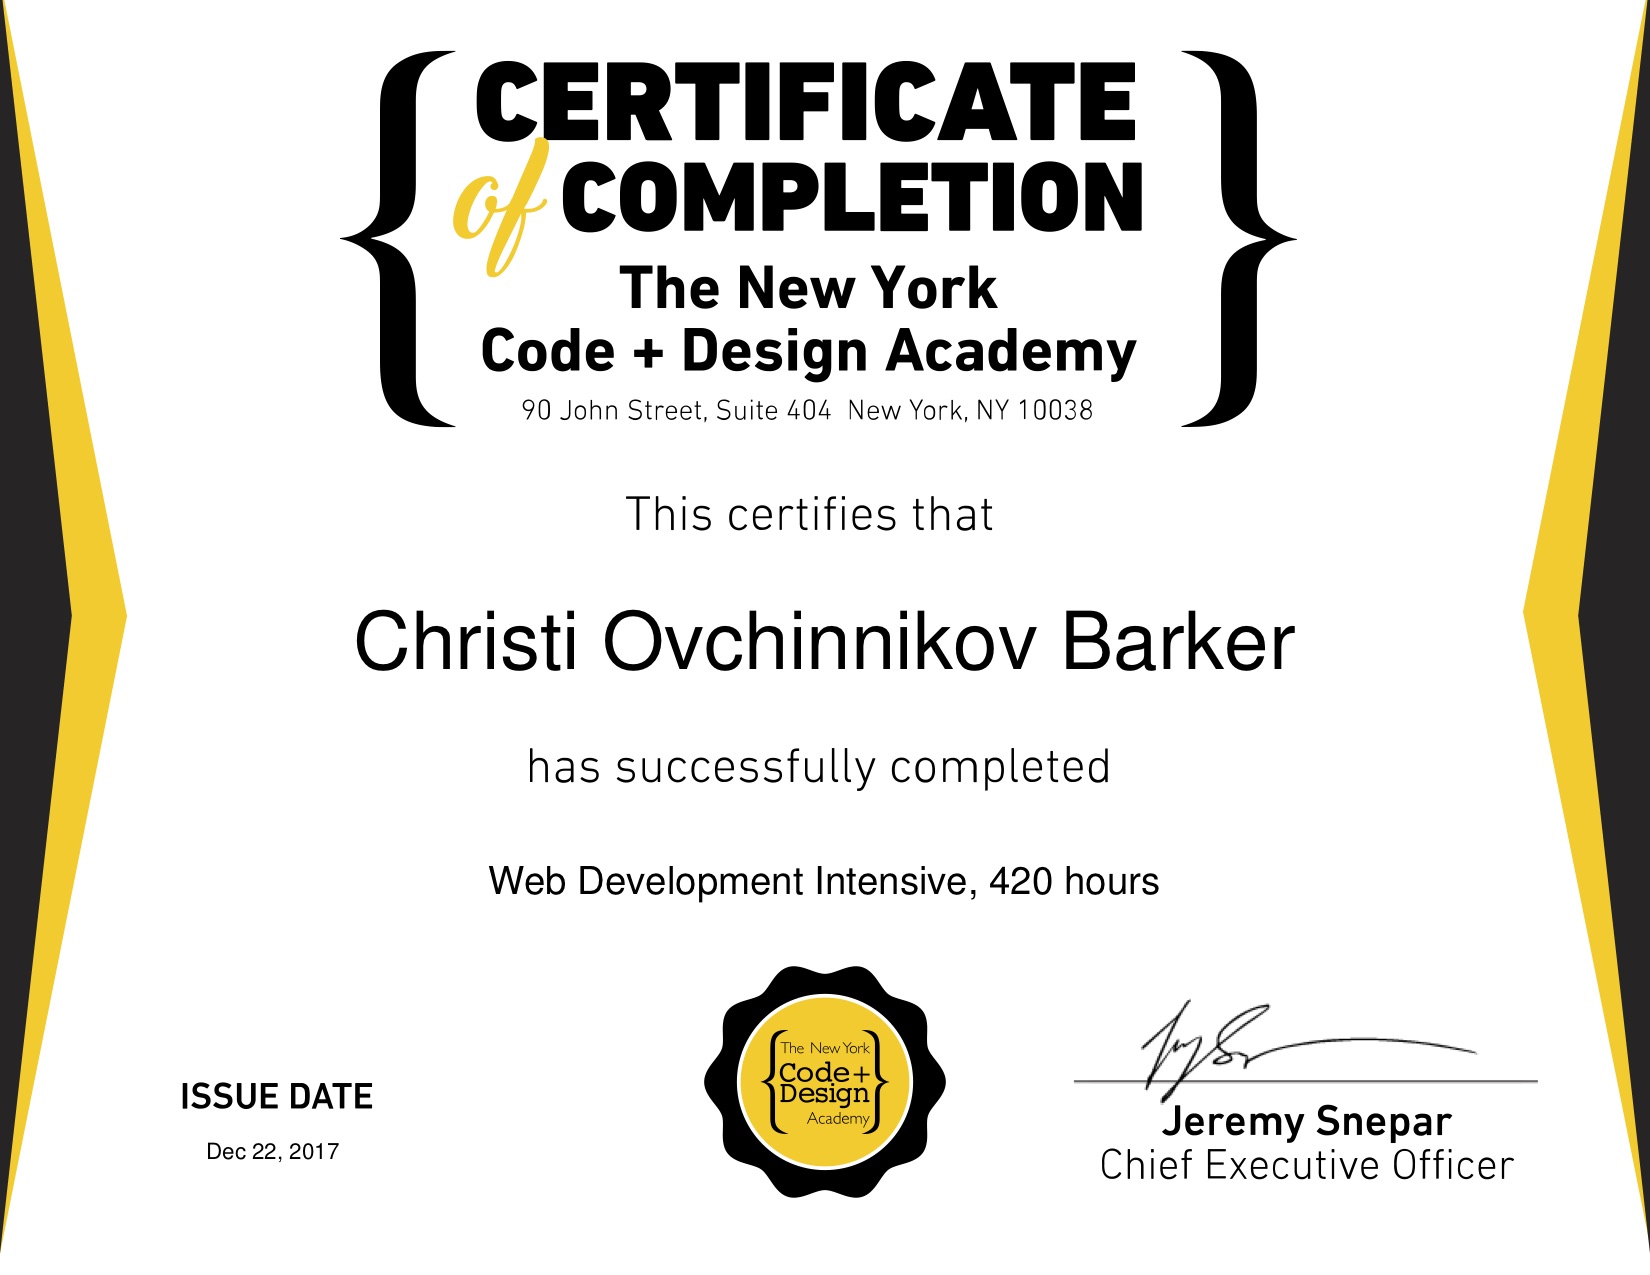 CERTIFICATE
of COMPLETION
The New York
Code + Design Academy
90 John Street, Suite 404 New York, NY 10038
This certifies that
Christi Ovchinnikov Barker
has successfully completed
Web Development Intensive, 420 hours
ISSUE DATE
Dec 22, 2017
The New York
Code+
Design
Academy
Jeremy Snepar
Chief Executive Officer